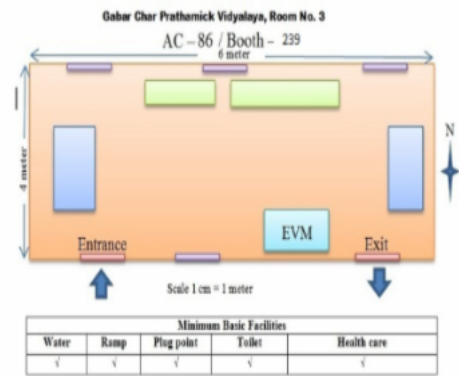 Gabar Char Prathamick Vidyalaya, Room No. 3
AC – 86 / Booth – 239
6 meter
4 meter
N
EVM
Entrance
Exit
Scale 1 cm = 1 meter
Minimum Basic Facilities
Water Ramp Plug point Toilet Health care
√ √ √ √ √